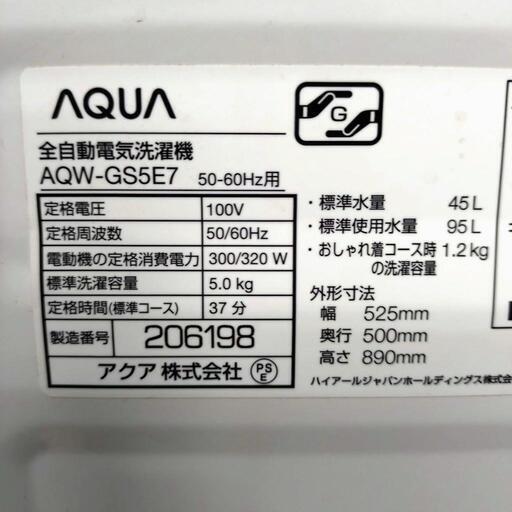 AQUA
G
全自動電気洗濯機
AQW-GS5E7 50-60Hz用
定格電圧 100V
定格周波数 50/60Hz
電動機の定格消費電力 300/320 W
標準洗濯容量 5.0 kg
定格時間(標準コース) 37 分
製造番号 206198
アクア 株式会社 PSE
・標準水量 45 L
・標準使用水量 95 L
・おしゃれ着コース時 1.2 kg
の洗濯容量
外形寸法
幅 525mm
奥行 500mm
高さ 890mm
ハイアールジャパンホールディングス株式